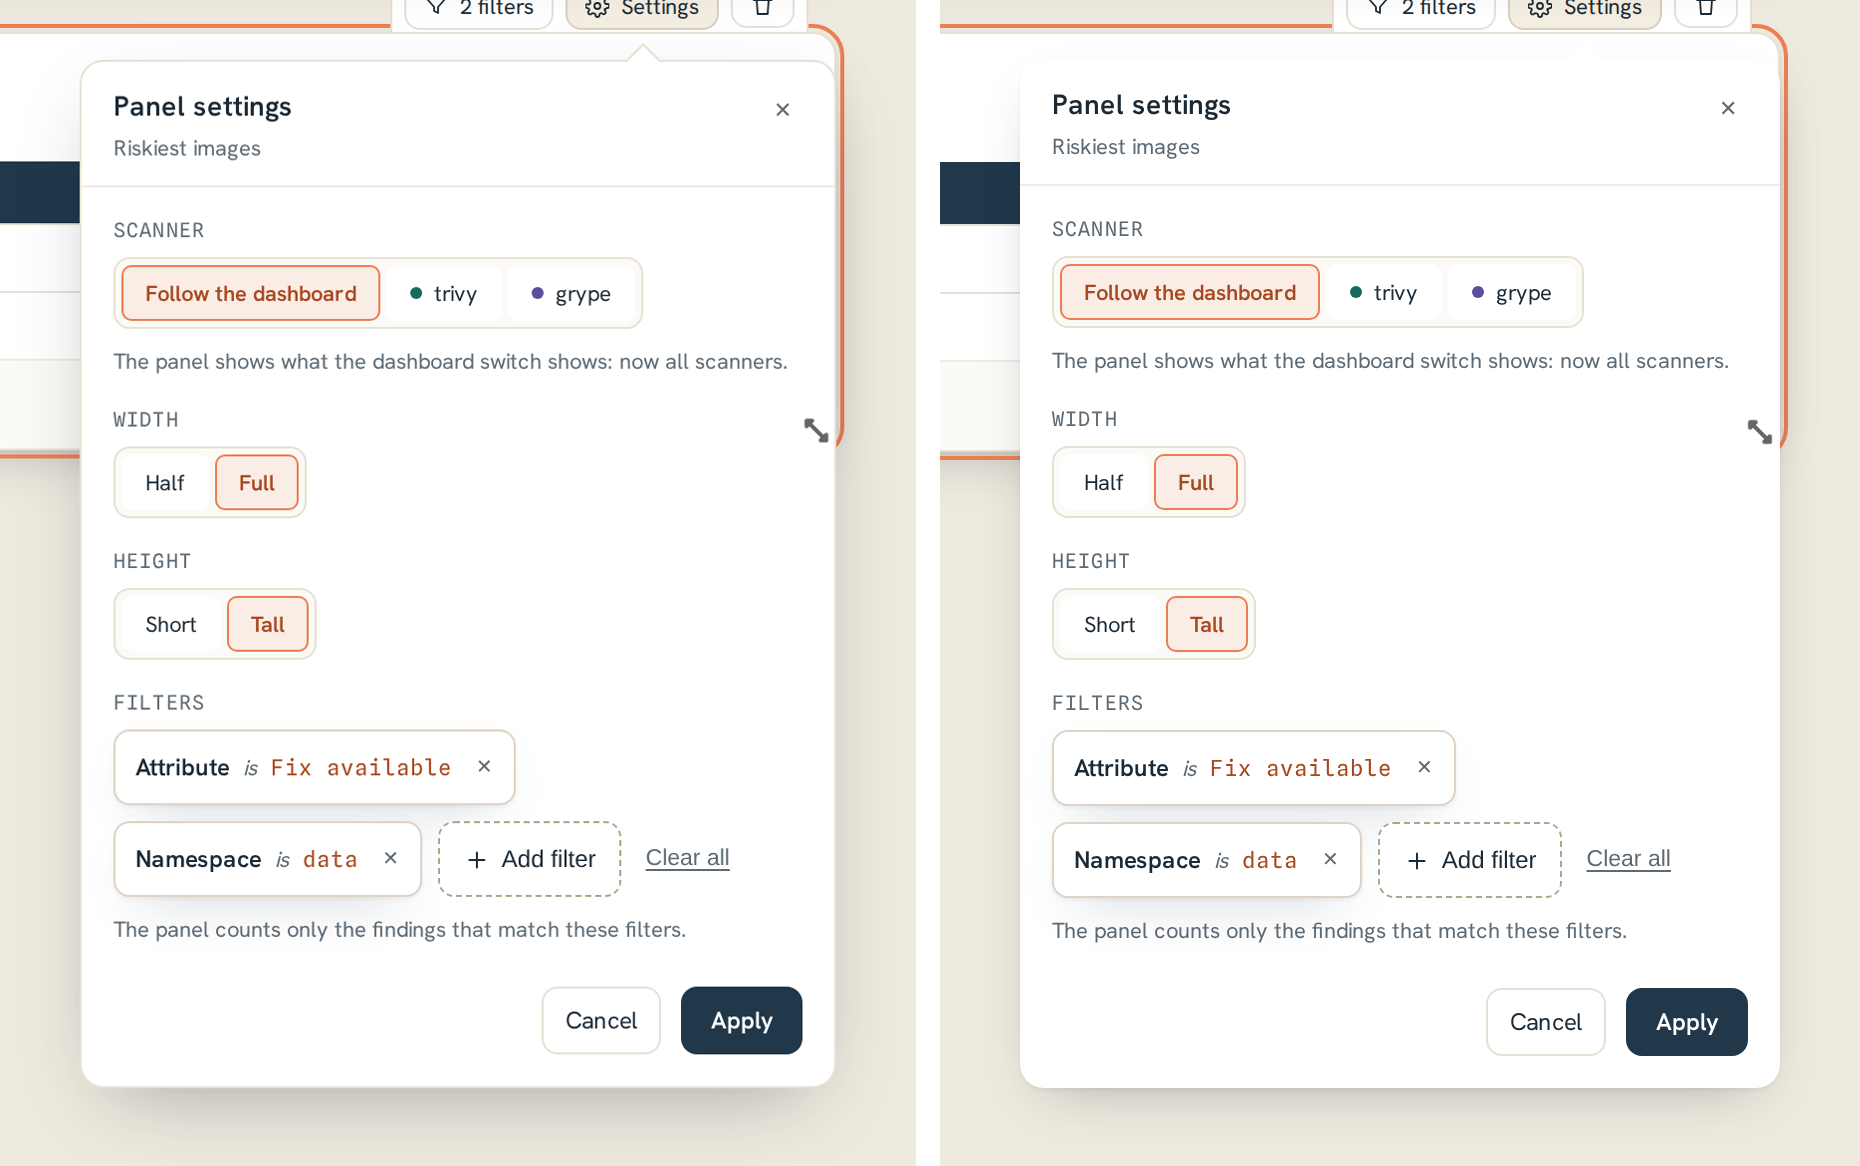 2 filters Settings
Panel settings ×
Riskiest images
SCANNER
Follow the dashboard trivy grype
The panel shows what the dashboard switch shows: now all scanners.
WIDTH
Half Full
HEIGHT
Short Tall
FILTERS
Attribute is Fix available ×
Namespace is data × + Add filter Clear all
The panel counts only the findings that match these filters.
Cancel Apply
2 filters Settings
Panel settings ×
Riskiest images
SCANNER
Follow the dashboard trivy grype
The panel shows what the dashboard switch shows: now all scanners.
WIDTH
Half Full
HEIGHT
Short Tall
FILTERS
Attribute is Fix available ×
Namespace is data × + Add filter Clear all
The panel counts only the findings that match these filters.
Cancel Apply